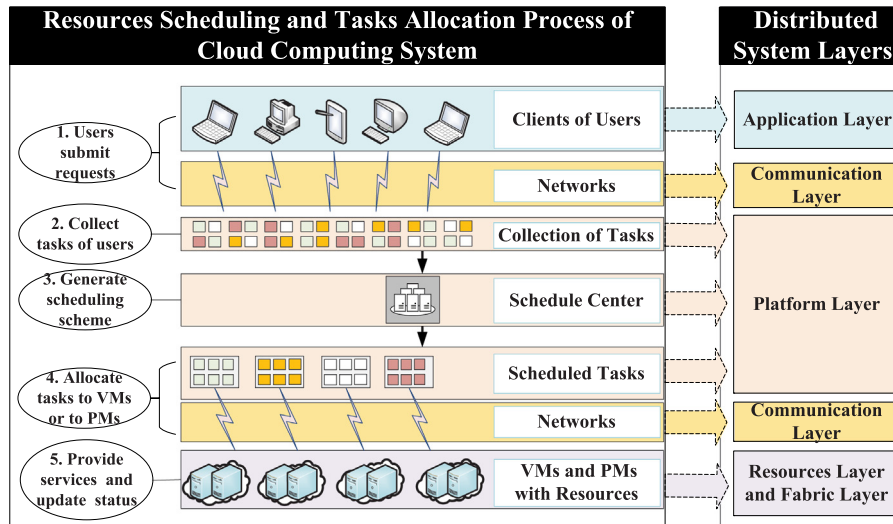 Resources Scheduling and Tasks Allocation Process of
Cloud Computing System
Distributed
System Layers
1. Users
submit
requests
Clients of Users
Application Layer
Networks
Communication
Layer
2. Collect
tasks of users
Collection of Tasks
3. Generate
scheduling
scheme
Schedule Center
Platform Layer
4. Allocate
tasks to VMs
or to PMs
Scheduled Tasks
Networks
Communication
Layer
5. Provide
services and
update status
VMs and PMs
with Resources
Resources Layer
and Fabric Layer